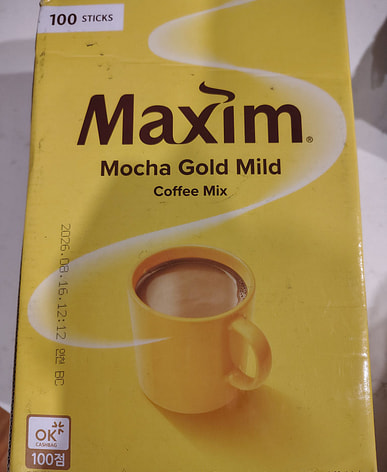 100 STICKS
Maxim®
Mocha Gold Mild
Coffee Mix
2026.08.16.12:12 BC
OK
CASHBAG
100점